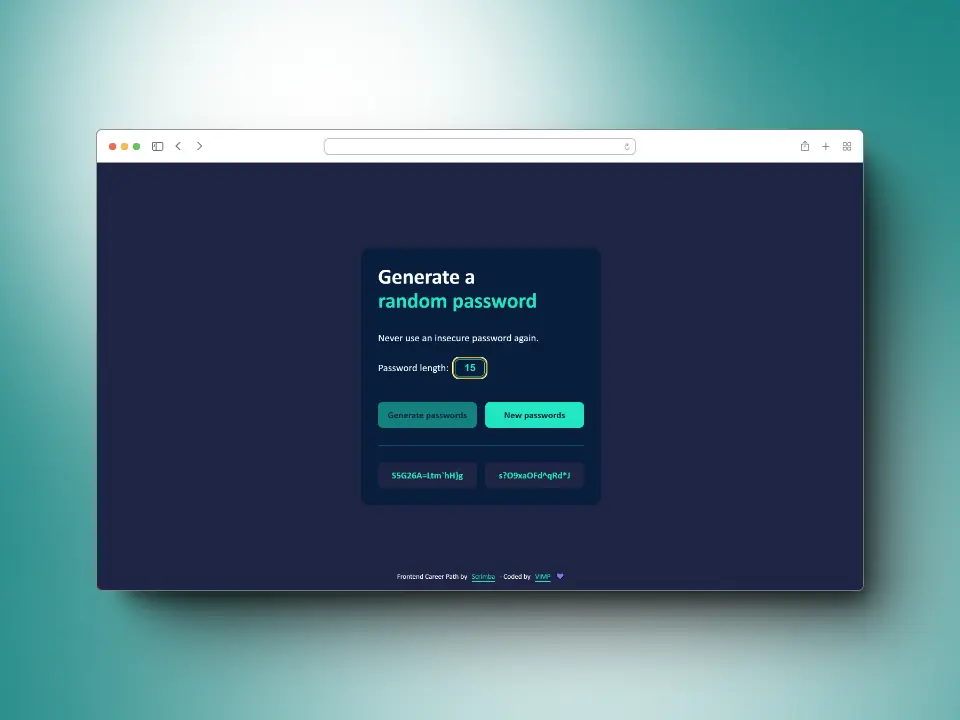 Generate a
random password
Never use an insecure password again.
Password length: 15
Generate passwords New passwords
S5G26A=Ltm`hH}g s?O9xaOFd^qRd*J
Frontend Career Path by Scrimba - Coded by VIMP